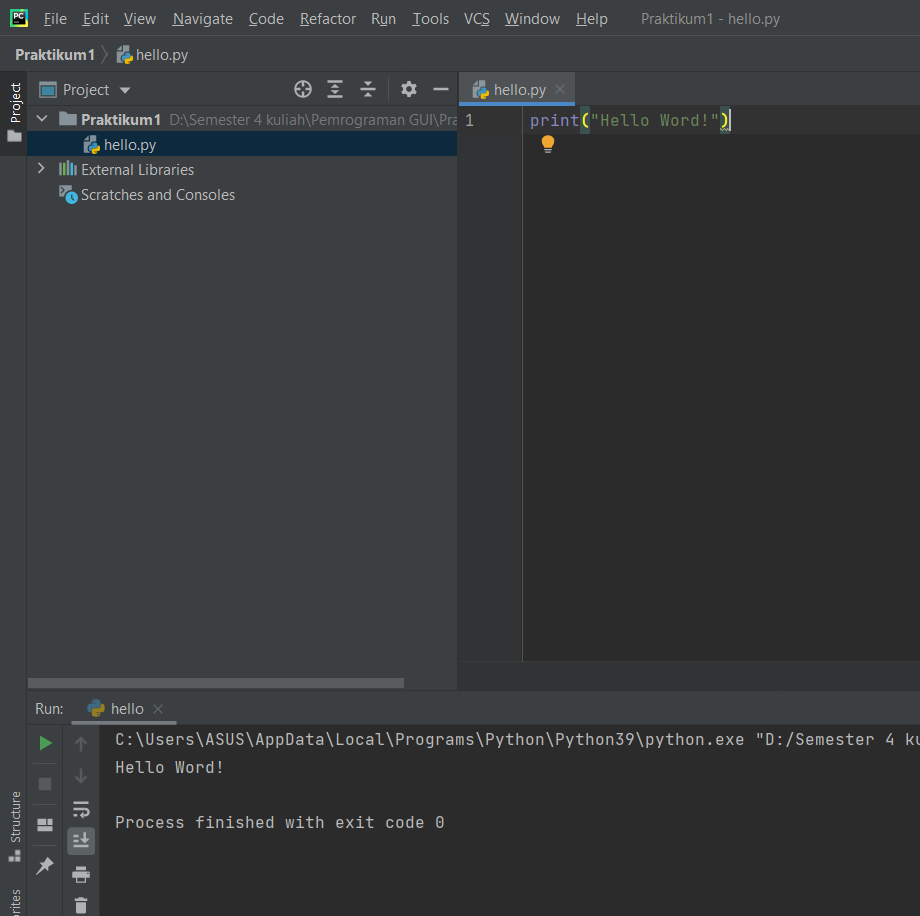 PC File Edit View Navigate Code Refactor Run Tools VCS Window Help Praktikum1 - hello.py
Praktikum1 hello.py
Project
Project
hello.py
Praktikum1 D:\Semester 4 kuliah\Pemrograman GUI\Pra
1 print("Hello Word!")
hello.py
External Libraries
Scratches and Consoles
Run: hello
C:\Users\ASUS\AppData\Local\Programs\Python\Python39\python.exe "D:/Semester 4 ku
Hello Word!
Process finished with exit code 0
Structure
rites